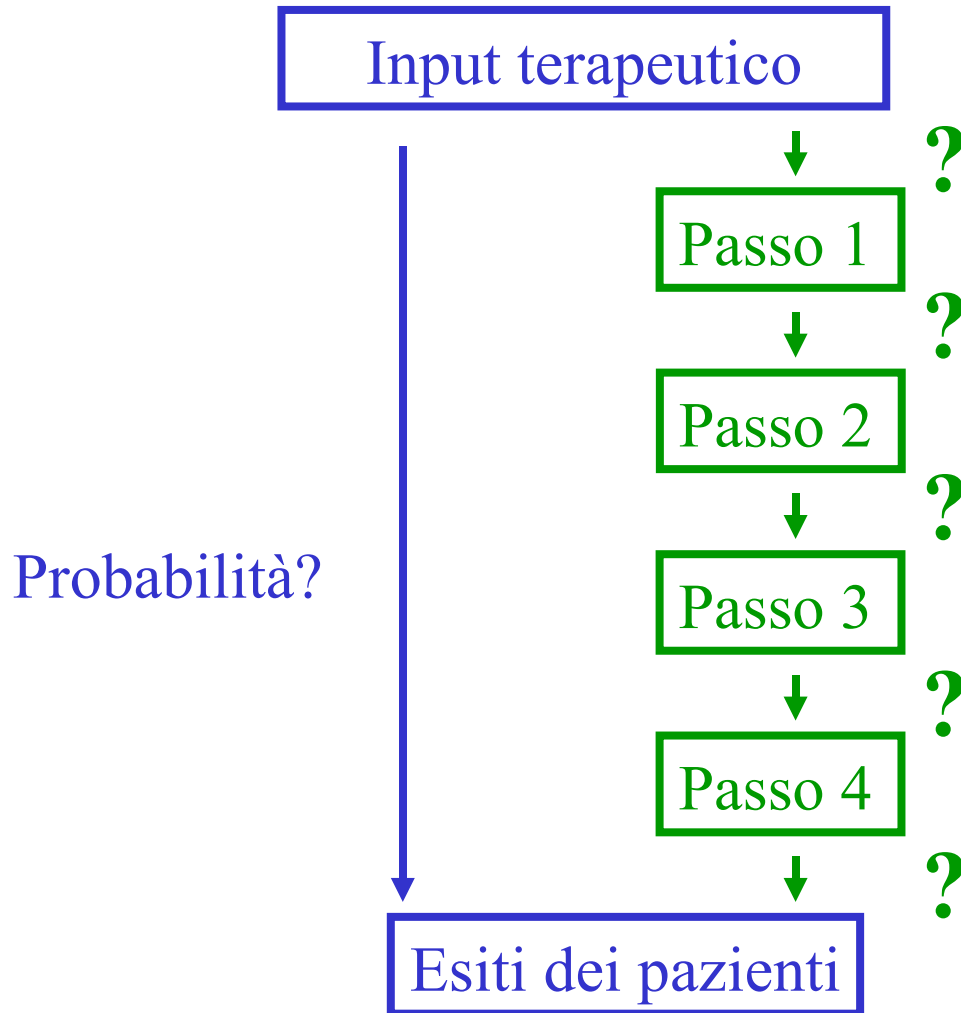 Input terapeutico
?
Passo 1
?
Passo 2
?
Probabilità?
Passo 3
?
Passo 4
?
Esiti dei pazienti